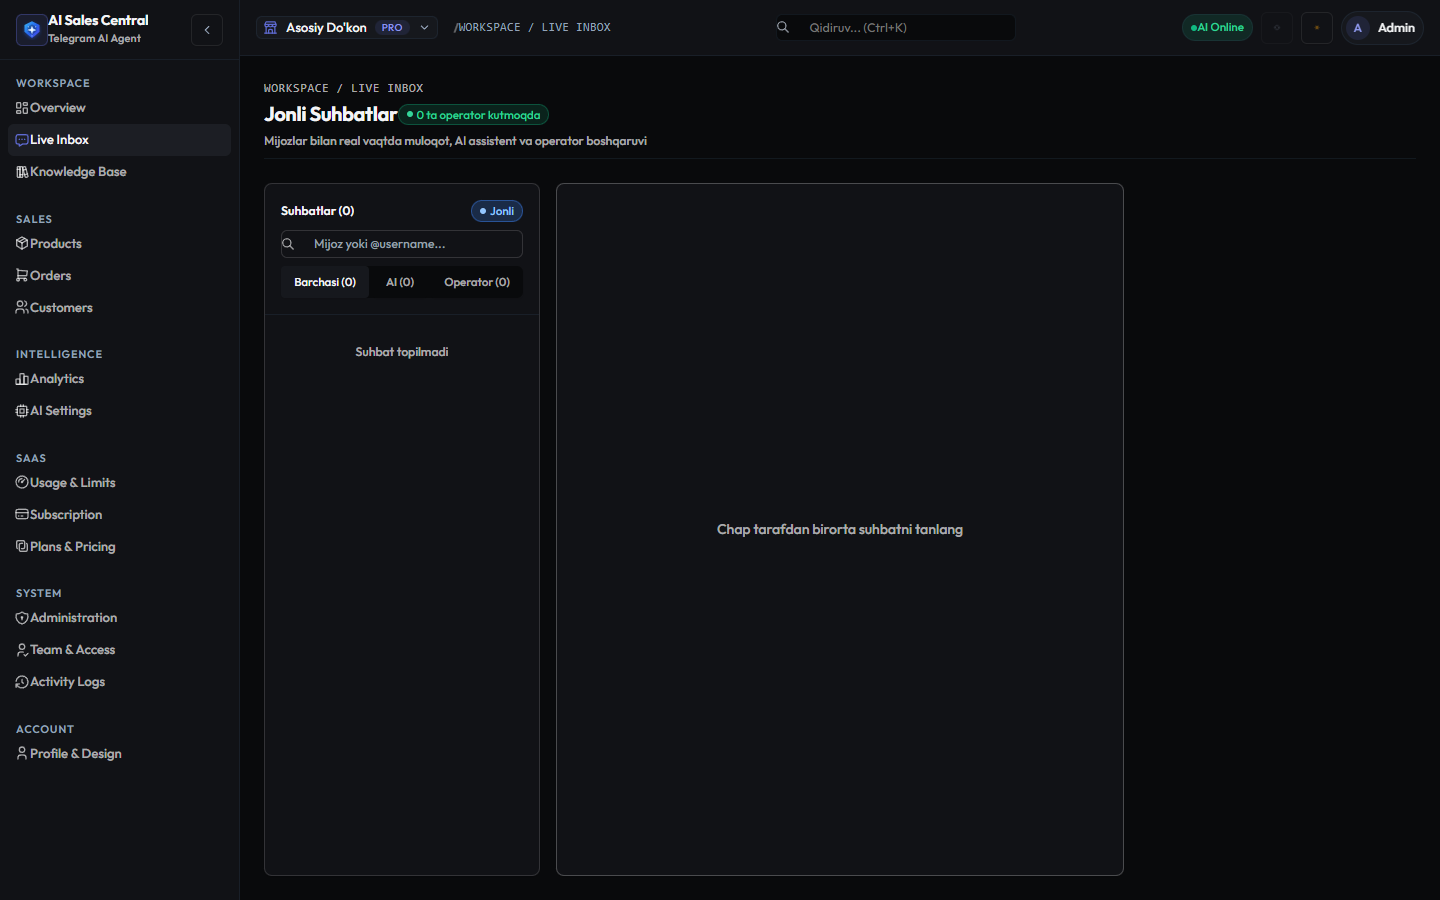 AI Sales Central
Telegram AI Agent
WORKSPACE
Overview
Live Inbox
Knowledge Base
SALES
Products
Orders
Customers
INTELLIGENCE
Analytics
AI Settings
SAAS
Usage & Limits
Subscription
Plans & Pricing
SYSTEM
Administration
Team & Access
Activity Logs
ACCOUNT
Profile & Design
Asosiy Do'kon PRO /WORKSPACE / LIVE INBOX Qidiruv... (Ctrl+K) AI Online A Admin
WORKSPACE / LIVE INBOX
Jonli Suhbatlar 0 ta operator kutmoqda
Mijozlar bilan real vaqtda muloqot, AI assistent va operator boshqaruvi
Suhbatlar (0) Jonli
Mijoz yoki @username...
Barchasi (0) AI (0) Operator (0)
Suhbat topilmadi
Chap tarafdan birorta suhbatni tanlang